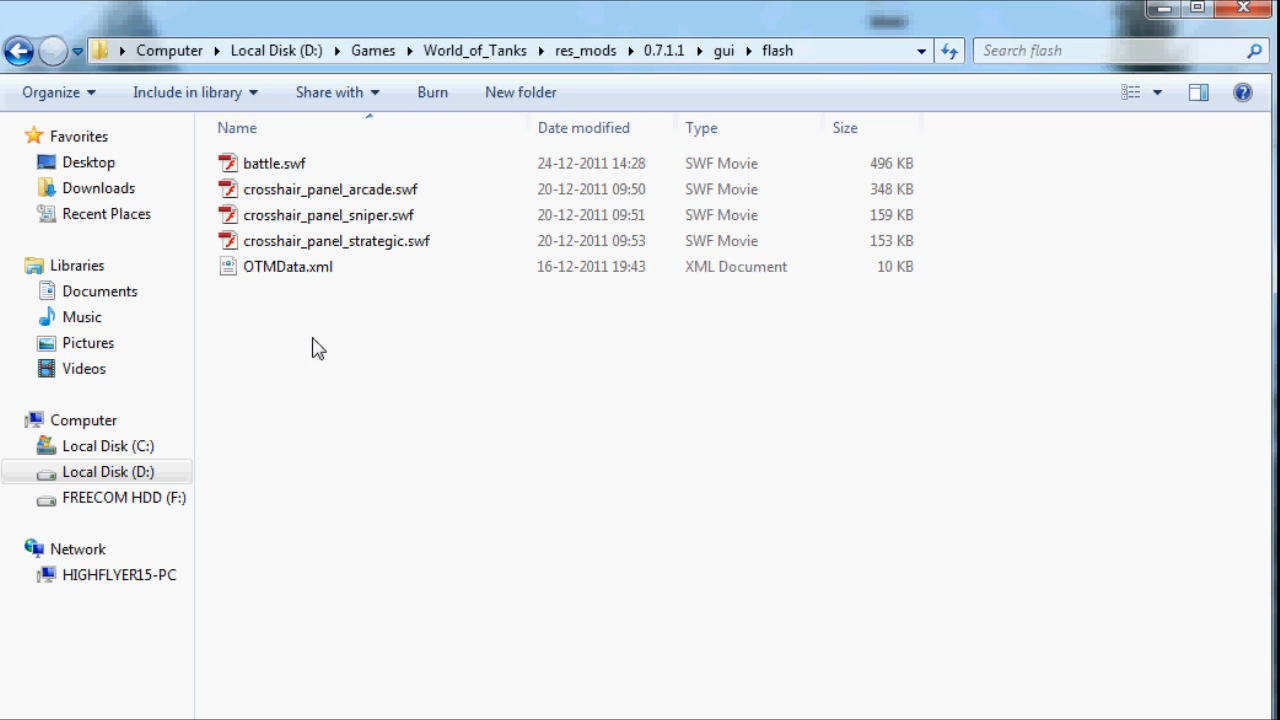 Computer Local Disk (D:) Games World_of_Tanks res_mods 0.7.1.1 gui flash Search flash
Organize Include in library Share with Burn New folder
Favorites
Desktop
Downloads
Recent Places
Libraries
Documents
Music
Pictures
Videos
Computer
Local Disk (C:)
Local Disk (D:)
FREECOM HDD (F:)
Network
HIGHFLYER15-PC
Name Date modified Type Size
battle.swf 24-12-2011 14:28 SWF Movie 496 KB
crosshair_panel_arcade.swf 20-12-2011 09:50 SWF Movie 348 KB
crosshair_panel_sniper.swf 20-12-2011 09:51 SWF Movie 159 KB
crosshair_panel_strategic.swf 20-12-2011 09:53 SWF Movie 153 KB
OTMData.xml 16-12-2011 19:43 XML Document 10 KB